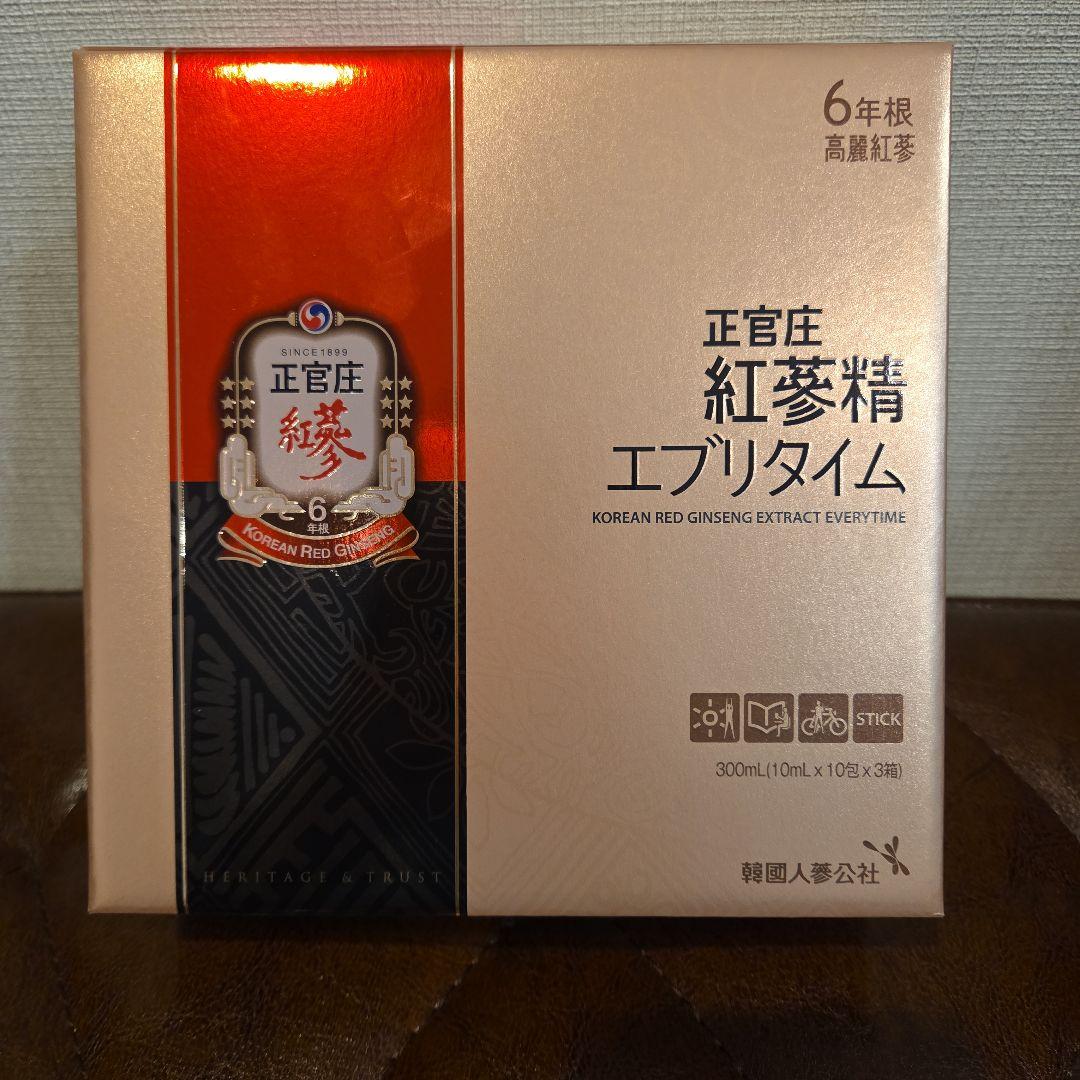 6年根
高麗紅蔘
SINCE 1899
正官庄
紅蔘
6
年根
KOREAN RED GINSENG
正官庄
紅蔘精
エブリタイム
KOREAN RED GINSENG EXTRACT EVERYTIME
STICK
300mL(10mL x 10包 x 3箱)
韓國人蔘公社
HERITAGE & TRUST